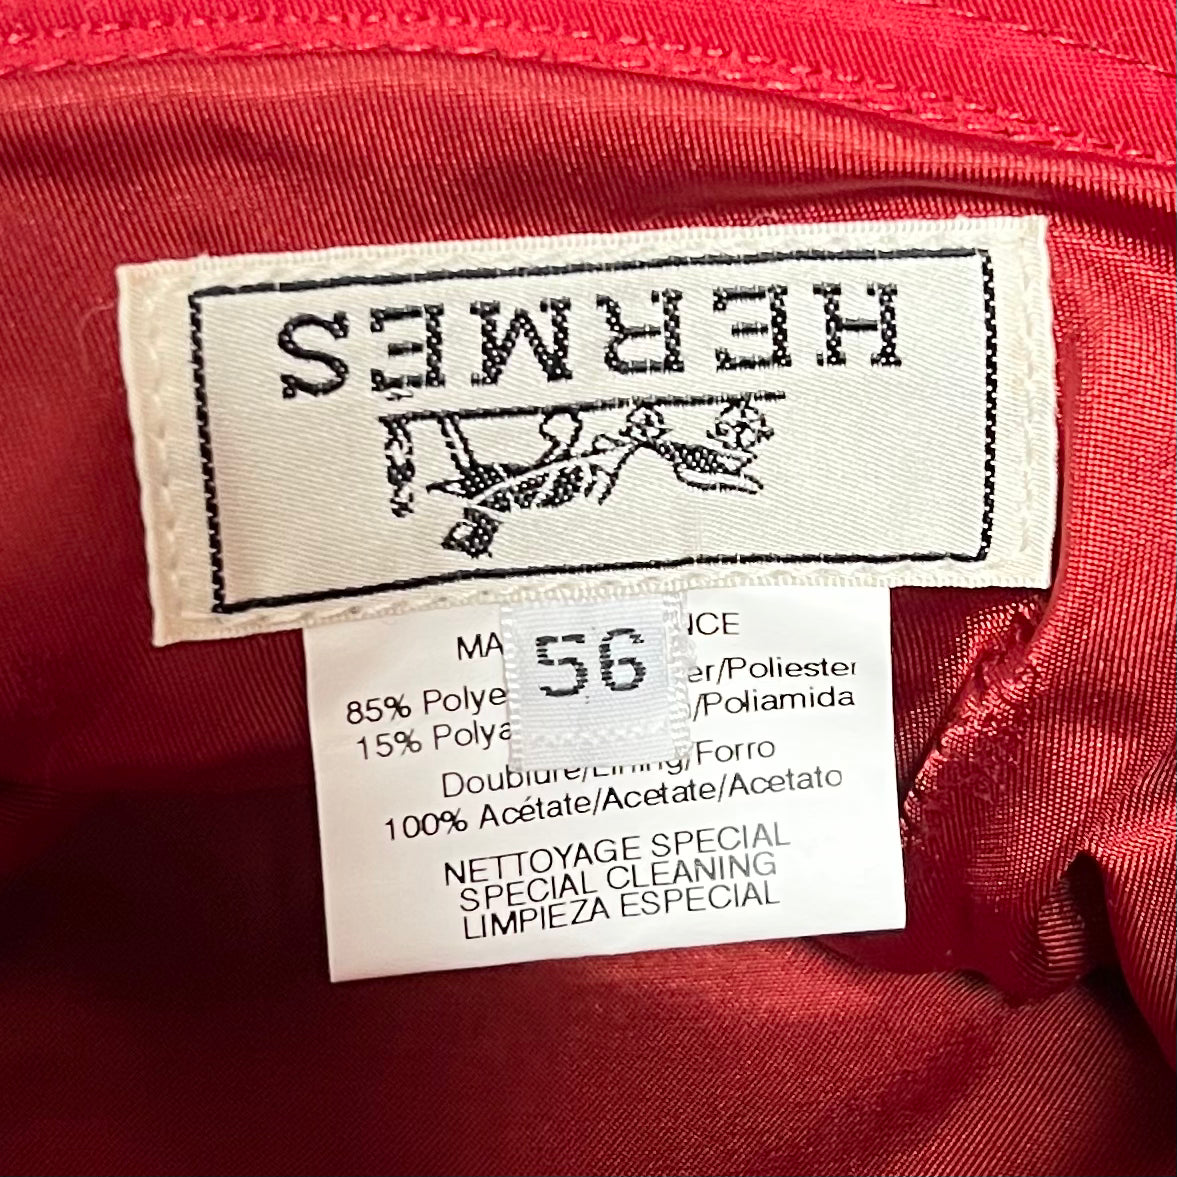 HERMES
MA CE
56
85% Polye er/Poliester
15% Polya /Poliamida
Doublure/Lining/Forro
100% Acétate/Acetate/Acetato
NETTOYAGE SPECIAL
SPECIAL CLEANING
LIMPIEZA ESPECIAL